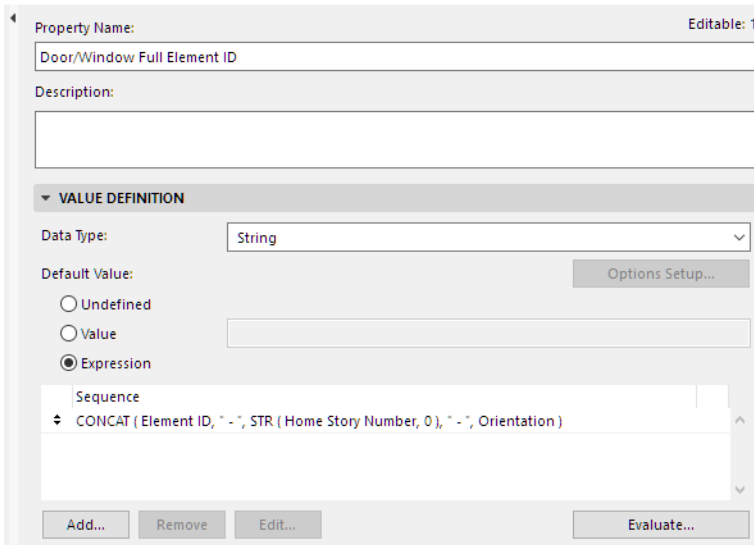 Property Name:
Editable: 1
Door/Window Full Element ID
Description:
VALUE DEFINITION
Data Type:
String
Default Value:
Options Setup...
Undefined
Value
Expression
Sequence
CONCAT ( Element ID, " - ", STR ( Home Story Number, 0 ), " - ", Orientation )
Add...
Remove
Edit...
Evaluate...